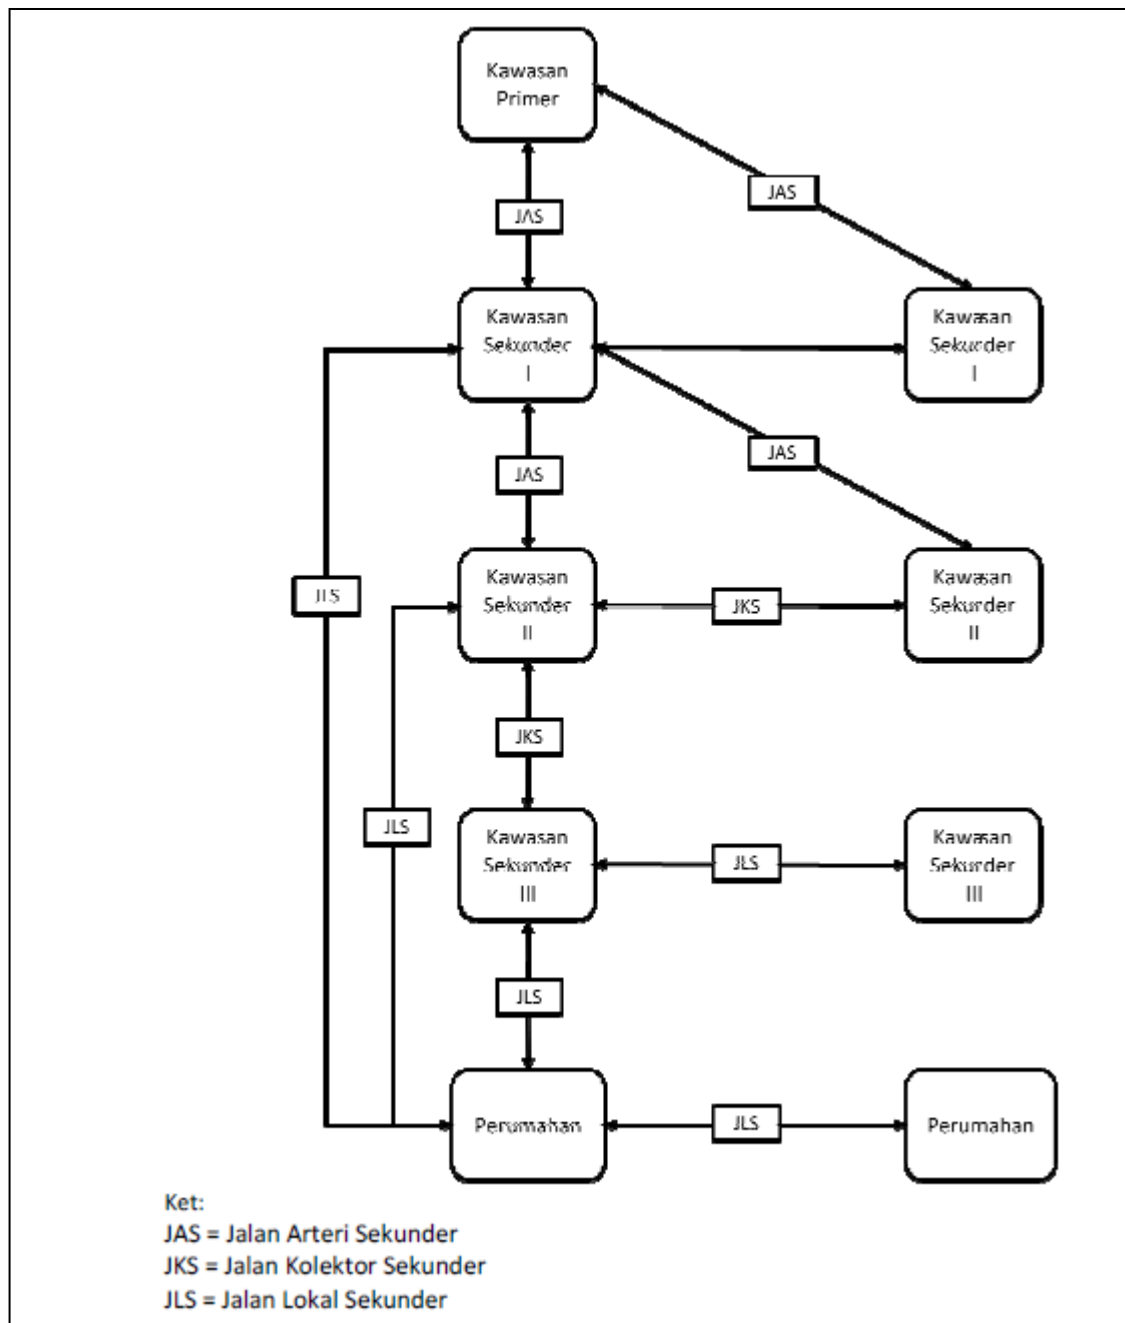 Kawasan
Primer
JAS
JAS
Kawasan
Sekunder
I
Kawasan
Sekunder
I
JAS
JAS
Kawasan
Sekunder
II
JKS
Kawasan
Sekunder
II
JLS
JKS
JLS
Kawasan
Sekunder
III
JLS
Kawasan
Sekunder
III
JLS
Perumahan
JLS
Perumahan
Ket:
JAS = Jalan Arteri Sekunder
JKS = Jalan Kolektor Sekunder
JLS = Jalan Lokal Sekunder